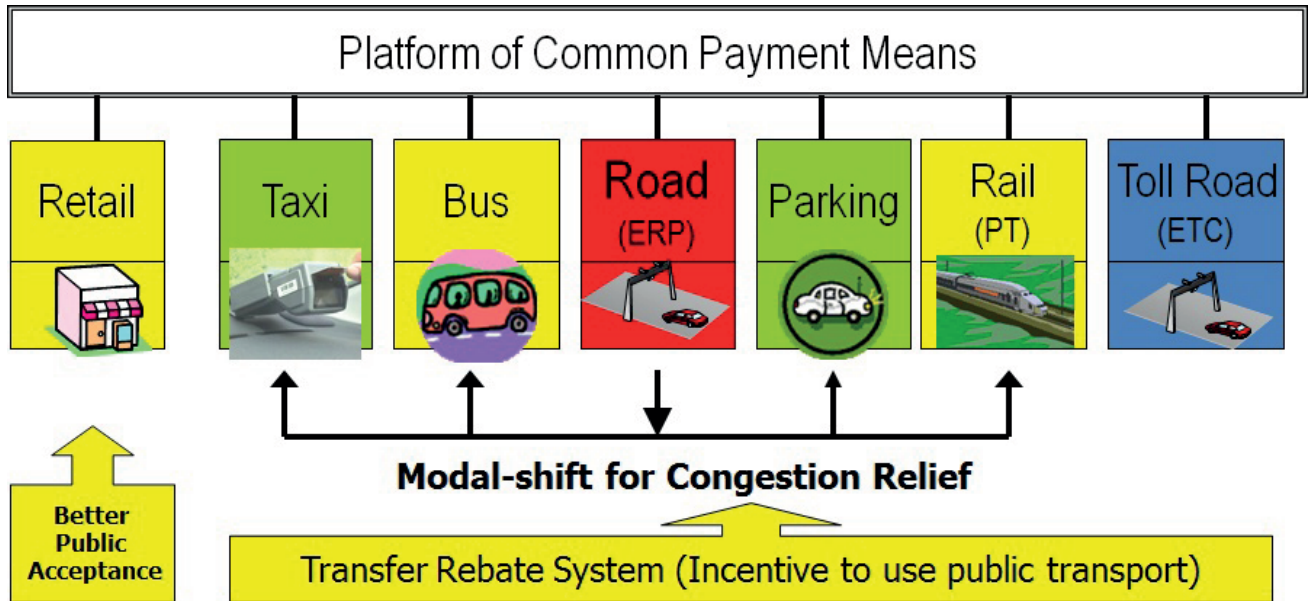 Platform of Common Payment Means
Retail
Taxi
Bus
Road
(ERP)
Parking
Rail
(PT)
Toll Road
(ETC)
Modal-shift for Congestion Relief
Better
Public
Acceptance
Transfer Rebate System (Incentive to use public transport)